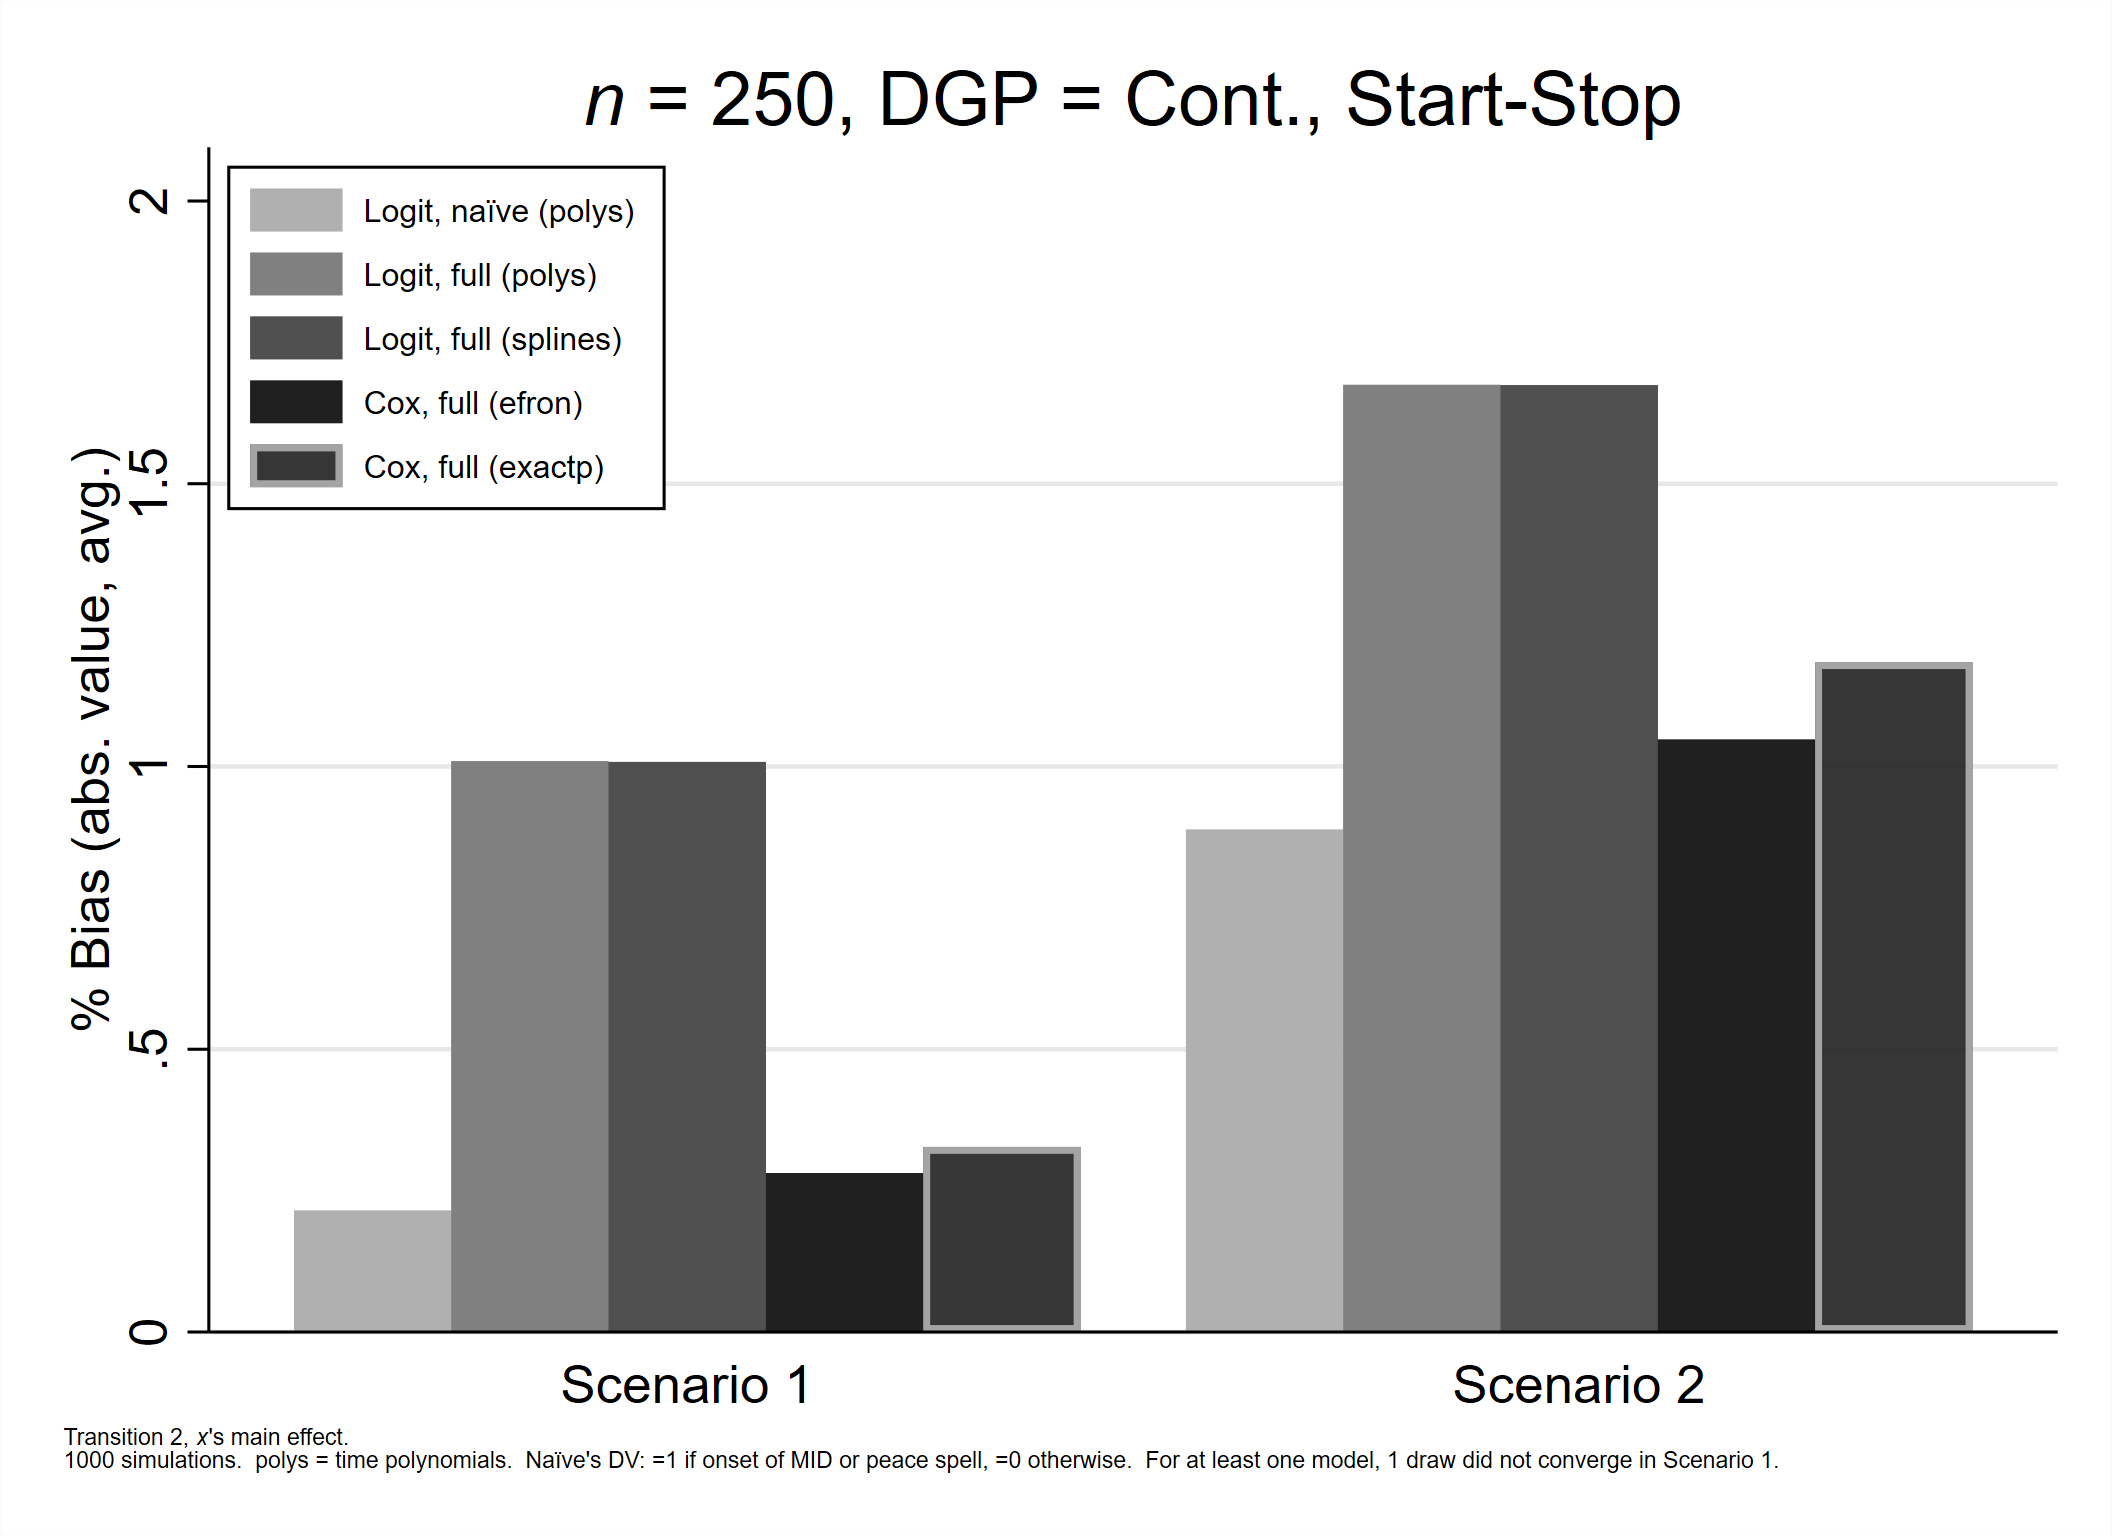 n = 250, DGP = Cont., Start-Stop
% Bias (abs. value, avg.)
2
1.5
1
.5
0
Logit, naïve (polys)
Logit, full (polys)
Logit, full (splines)
Cox, full (efron)
Cox, full (exactp)
Scenario 1
Scenario 2
Transition 2, x's main effect.
1000 simulations.  polys = time polynomials.  Naïve's DV: =1 if onset of MID or peace spell, =0 otherwise.  For at least one model, 1 draw did not converge in Scenario 1.